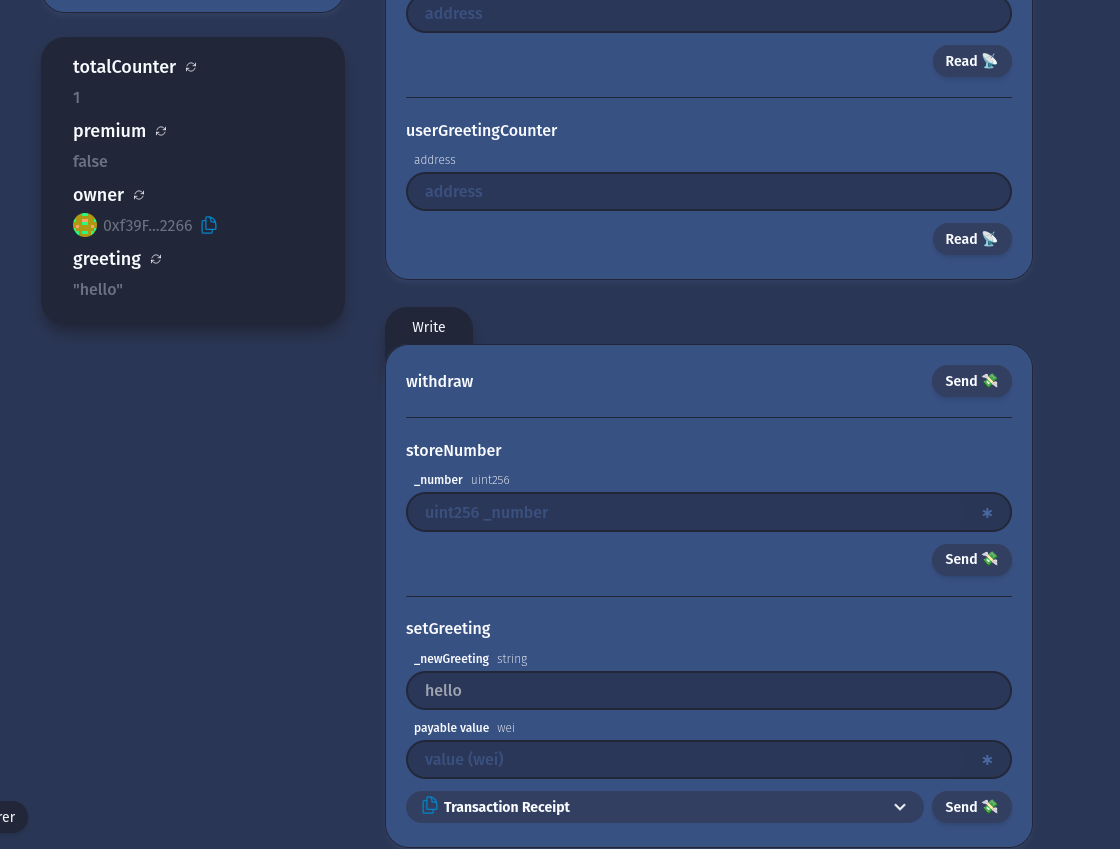 totalCounter
1
premium
false
owner
0xf39F...2266
greeting
"hello"
rer
address
Read
userGreetingCounter
address
address
Read
Write
withdraw
Send
storeNumber
_number uint256
uint256 _number *
Send
setGreeting
_newGreeting string
hello
payable value wei
value (wei) *
Transaction Receipt
Send